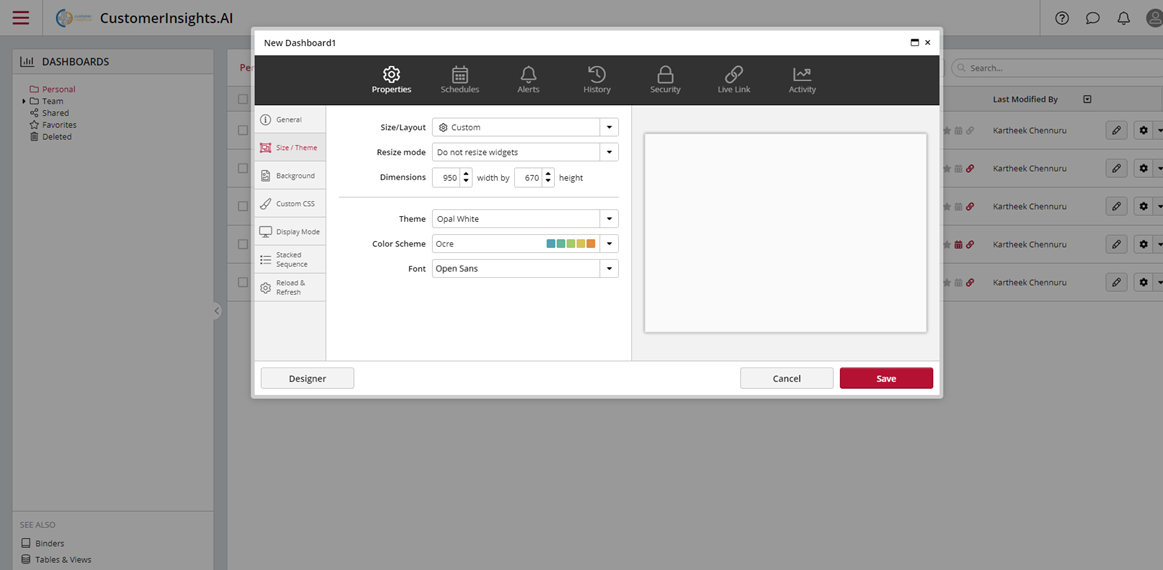 CustomerInsights.AI
DASHBOARDS
Personal
Team
Shared
Favorites
Deleted
SEE ALSO
Binders
Tables & Views
Per
Search...
Last Modified By
Kartheek Chennuru
Kartheek Chennuru
Kartheek Chennuru
Kartheek Chennuru
Kartheek Chennuru
New Dashboard1
Properties
Schedules
Alerts
History
Security
Live Link
Activity
General
Size / Theme
Background
Custom CSS
Display Mode
Stacked
Sequence
Reload &
Refresh
Size/Layout Custom
Resize mode Do not resize widgets
Dimensions 950 width by 670 height
Theme Opal White
Color Scheme Ocre
Font Open Sans
Designer
Cancel
Save